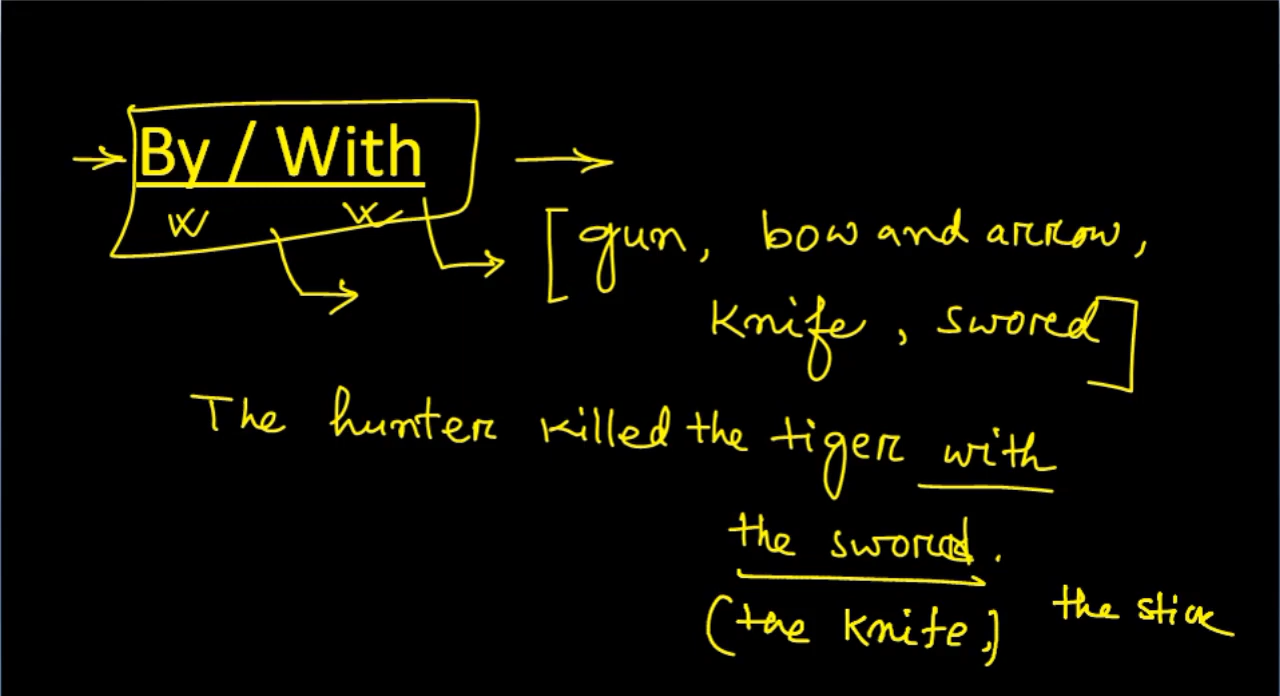 By / With
W W
[gun, bow and arrow,
knife, sword]
The hunter killed the tiger with
the sword.
(the knife,) the stick